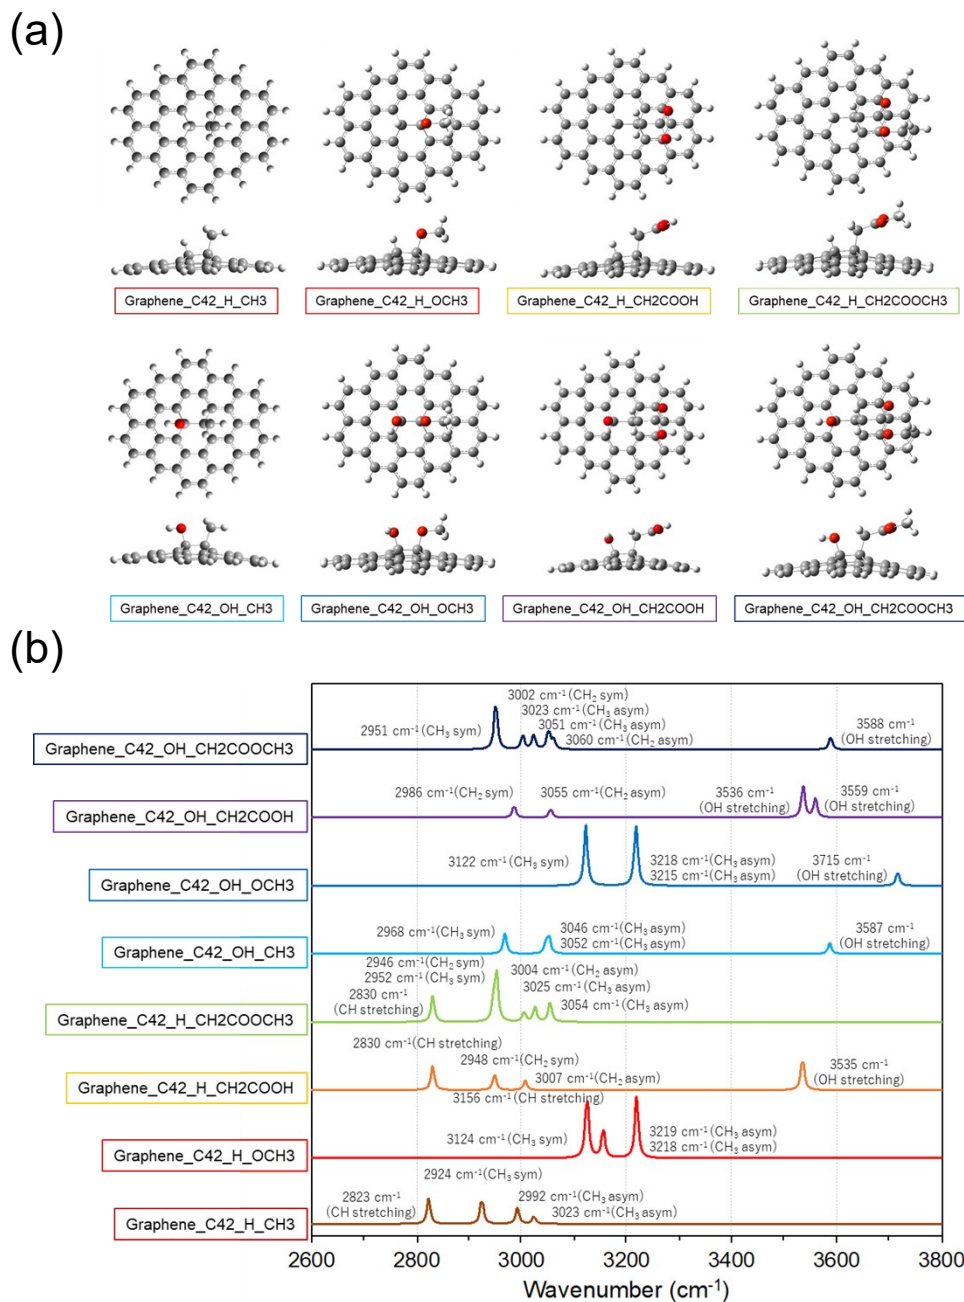 (a)
Graphene_C42_H_CH3
Graphene_C42_H_OCH3
Graphene_C42_H_CH2COOH
Graphene_C42_H_CH2COOCH3
Graphene_C42_OH_CH3
Graphene_C42_OH_OCH3
Graphene_C42_OH_CH2COOH
Graphene_C42_OH_CH2COOCH3
(b)
Graphene_C42_OH_CH2COOCH3
2951 cm⁻¹(CH₃ sym)
3002 cm⁻¹(CH₂ sym)
3023 cm⁻¹(CH₃ asym)
3051 cm⁻¹(CH₃ asym)
3060 cm⁻¹(CH₂ asym)
3588 cm⁻¹
(OH stretching)
Graphene_C42_OH_CH2COOH
2986 cm⁻¹(CH₂ sym)
3055 cm⁻¹(CH₂ asym)
3536 cm⁻¹
(OH stretching)
3559 cm⁻¹
(OH stretching)
Graphene_C42_OH_OCH3
3122 cm⁻¹(CH₃ sym)
3218 cm⁻¹(CH₃ asym)
3215 cm⁻¹(CH₃ asym)
3715 cm⁻¹
(OH stretching)
Graphene_C42_OH_CH3
2968 cm⁻¹(CH₃ sym)
3046 cm⁻¹(CH₃ asym)
3052 cm⁻¹(CH₃ asym)
3587 cm⁻¹
(OH stretching)
Graphene_C42_H_CH2COOCH3
2830 cm⁻¹
(CH stretching)
2946 cm⁻¹(CH₂ sym)
2952 cm⁻¹(CH₃ sym)
3004 cm⁻¹(CH₂ asym)
3025 cm⁻¹(CH₃ asym)
3054 cm⁻¹(CH₃ asym)
Graphene_C42_H_CH2COOH
2830 cm⁻¹(CH stretching)
2948 cm⁻¹(CH₂ sym)
3007 cm⁻¹(CH₂ asym)
3535 cm⁻¹
(OH stretching)
Graphene_C42_H_OCH3
3156 cm⁻¹(CH stretching)
3124 cm⁻¹(CH₃ sym)
3219 cm⁻¹(CH₃ asym)
3218 cm⁻¹(CH₃ asym)
Graphene_C42_H_CH3
2823 cm⁻¹
(CH stretching)
2924 cm⁻¹(CH₃ sym)
2992 cm⁻¹(CH₃ asym)
3023 cm⁻¹(CH₃ asym)
2600 2800 3000 3200 3400 3600 3800
Wavenumber (cm⁻¹)